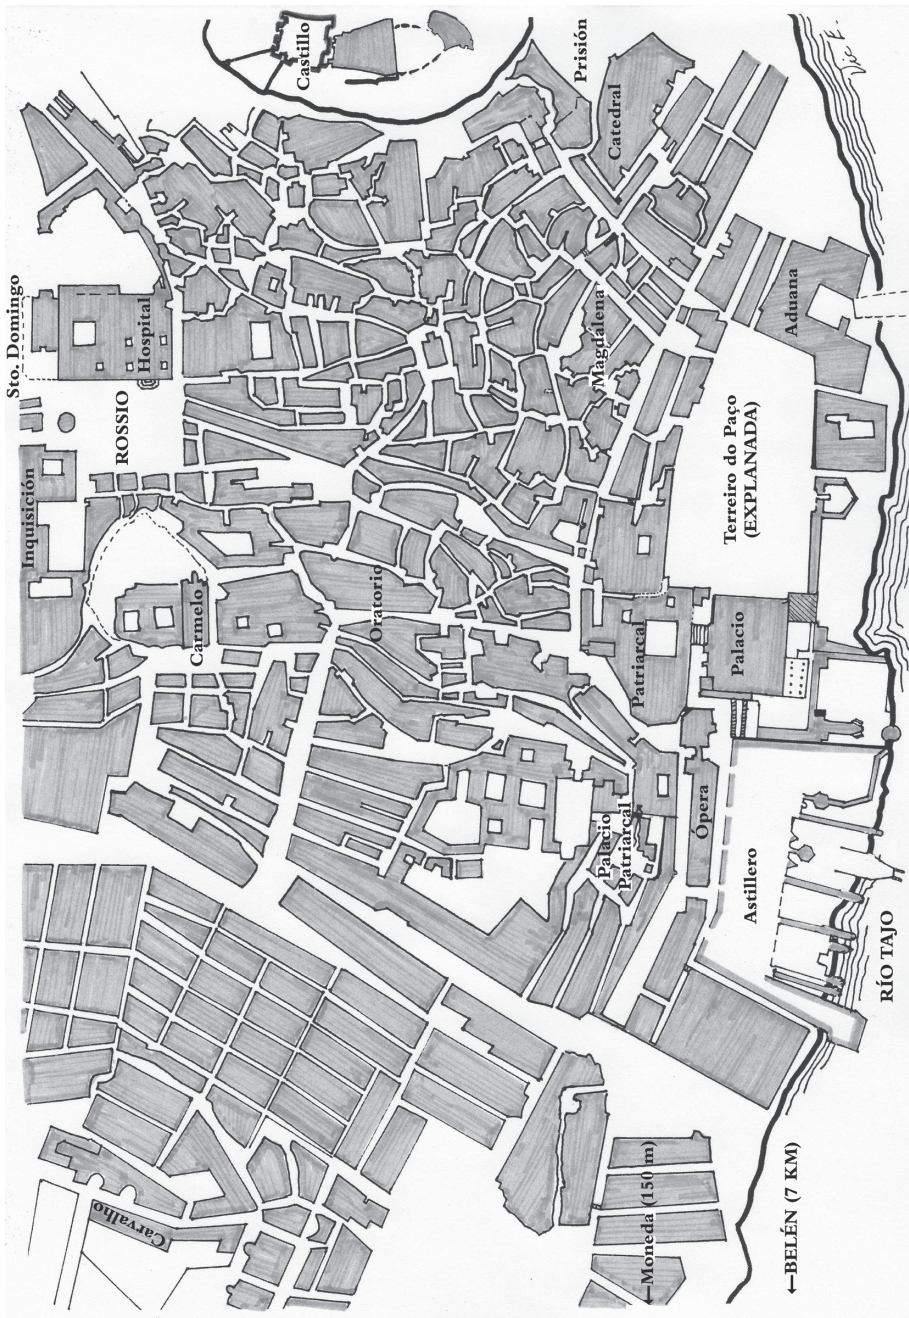 Castillo
Prisión
Catedral
Sto. Domingo
Hospital
ROSSIO
Inquisición
Carmelo
Magdalena
Aduana
Terreiro do Paço
(EXPLANADA)
Oratorio
Patriarcal
Palacio
Palacio
Patriarcal
Ópera
Astillero
RÍO TAJO
Carvalho
←Moneda (150 m)
←BELÉN (7 KM)